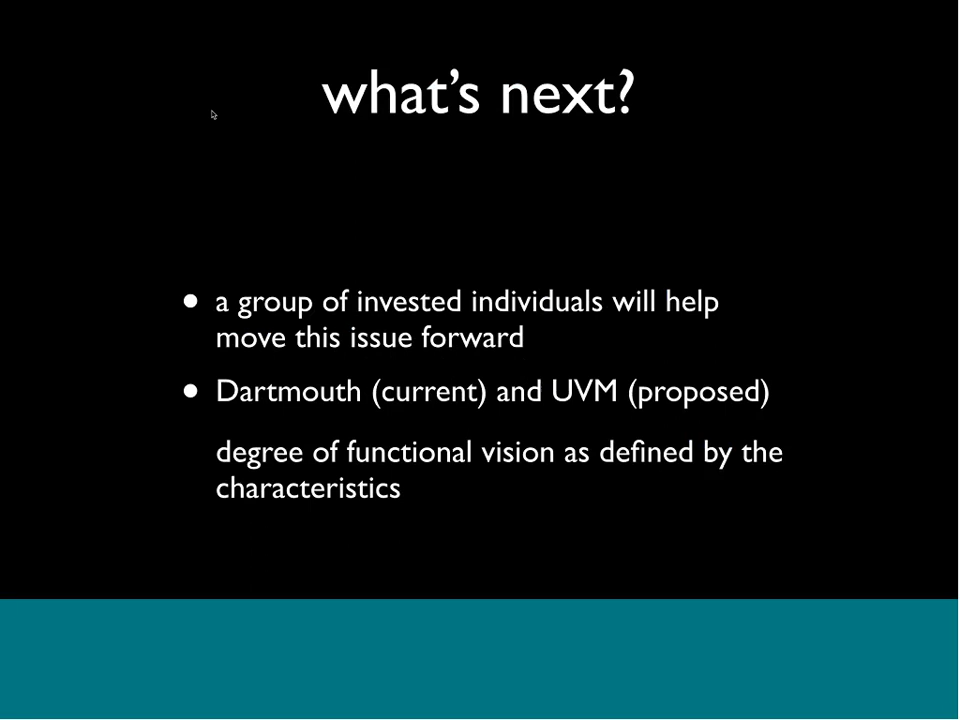 what’s next?
• a group of invested individuals will help
move this issue forward
• Dartmouth (current) and UVM (proposed)
degree of functional vision as defined by the
characteristics